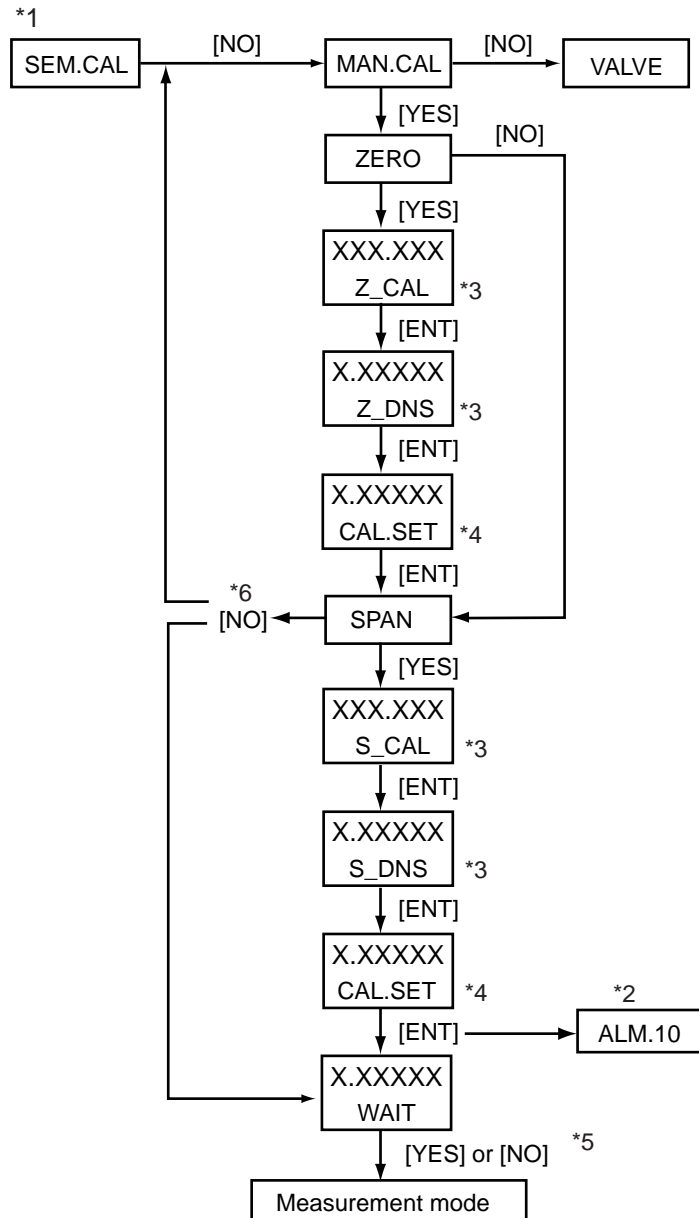 *1
SEM.CAL
[NO]
MAN.CAL
[NO]
VALVE
[YES]
ZERO
[NO]
[YES]
XXX.XXX
Z_CAL
*3
[ENT]
X.XXXXX
Z_DNS
*3
[ENT]
X.XXXXX
CAL.SET
*4
[ENT]
*6
[NO]
SPAN
[YES]
XXX.XXX
S_CAL
*3
[ENT]
X.XXXXX
S_DNS
*3
[ENT]
X.XXXXX
CAL.SET
*4
*2
[ENT]
ALM.10
X.XXXXX
WAIT
[YES] or [NO]
*5
Measurement mode